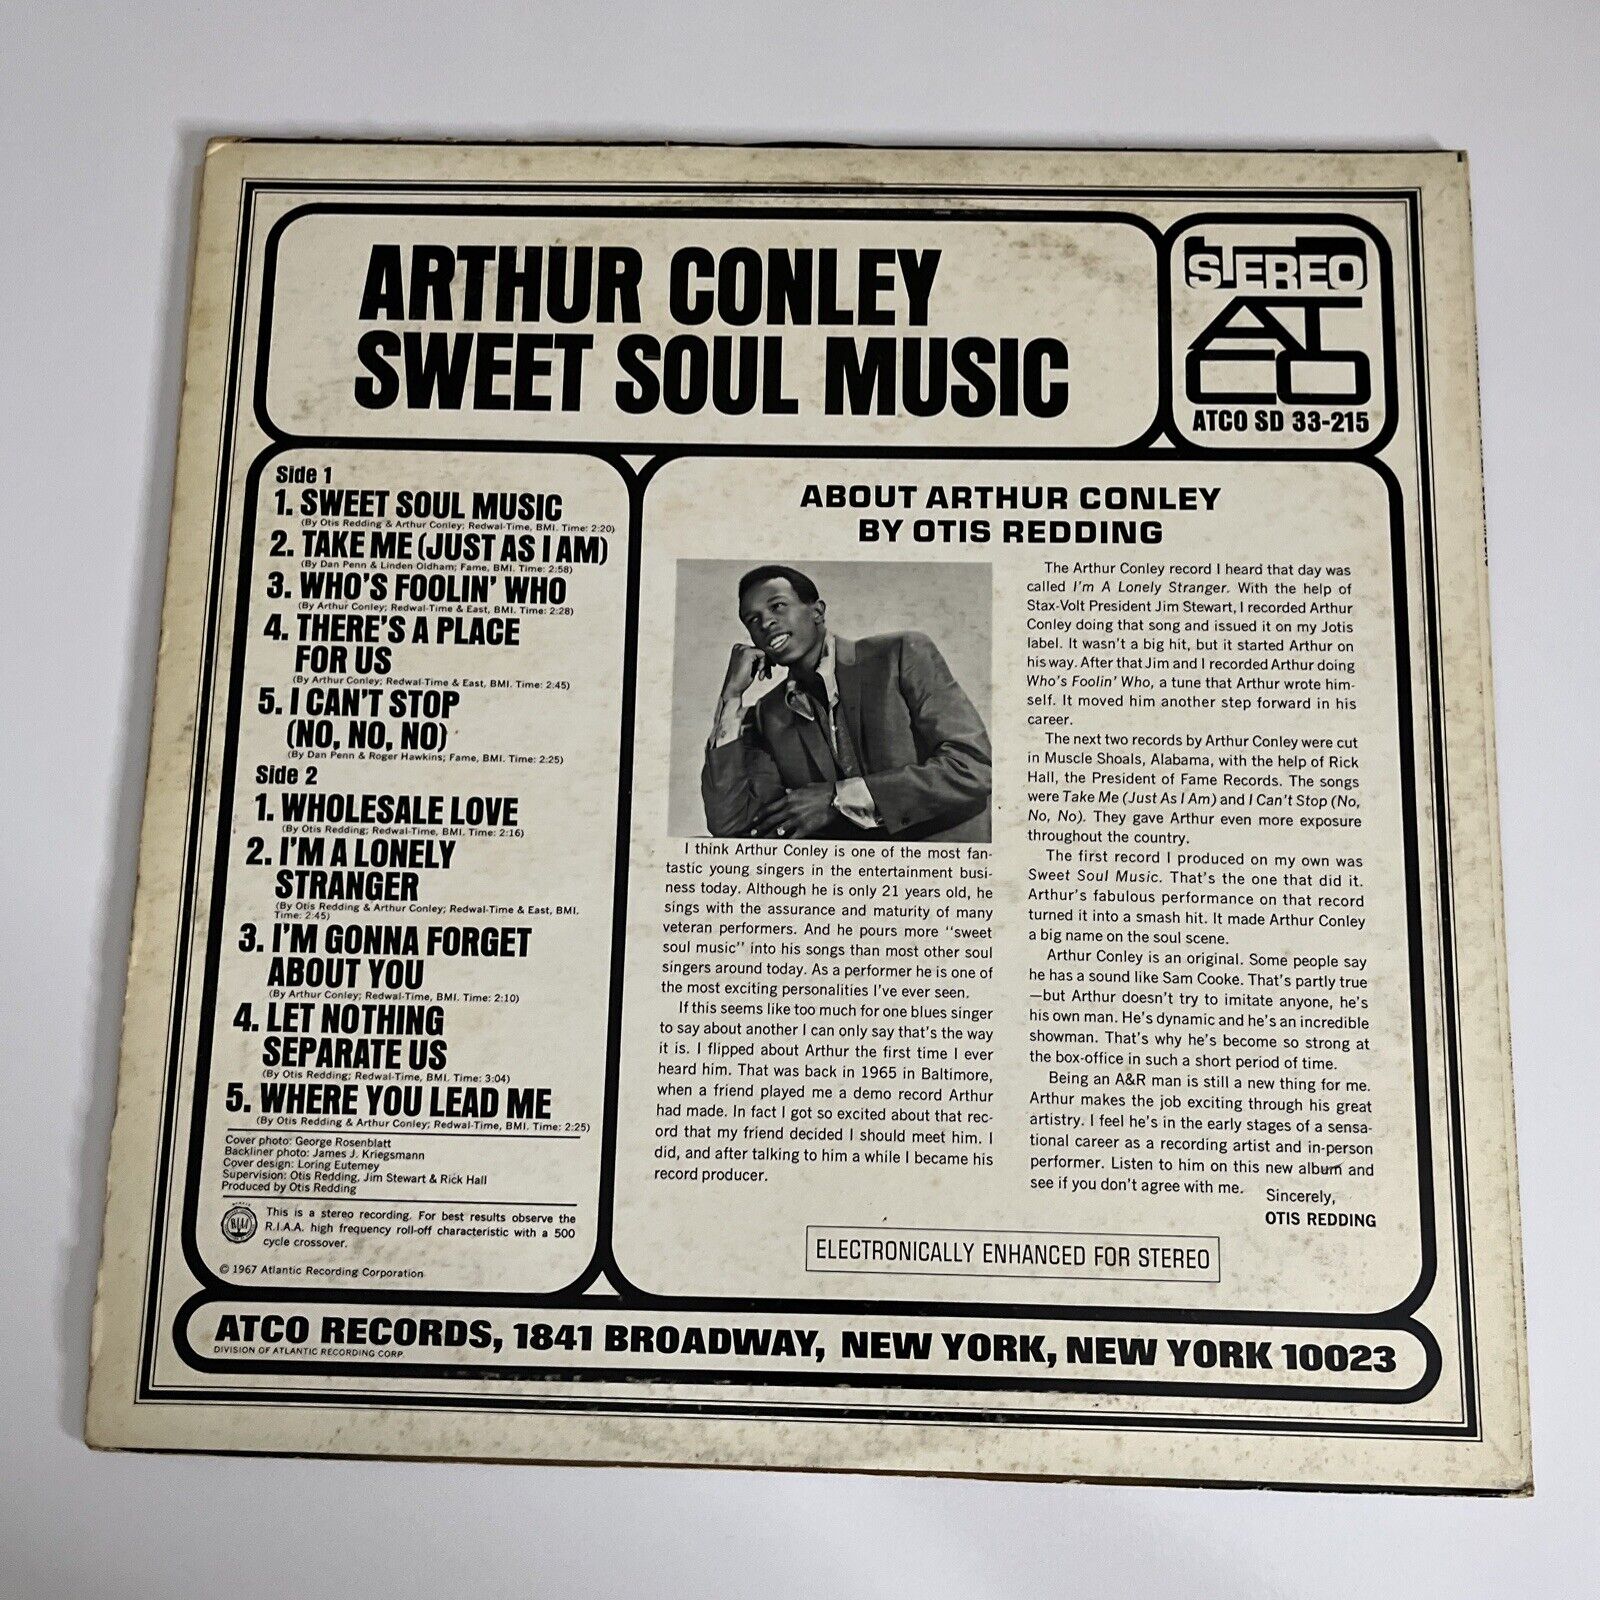 ARTHUR CONLEY
SWEET SOUL MUSIC
STEREO
ATCO
ATCO SD 33-215
Side 1
1. SWEET SOUL MUSIC
(By Otis Redding & Arthur Conley; Redwal-Time, BMI. Time: 2:20)
2. TAKE ME (JUST AS I AM)
(By Dan Penn & Linden Oldham; Fame, BMI. Time: 2:58)
3. WHO'S FOOLIN' WHO
(By Arthur Conley; Redwal-Time & East, BMI. Time: 2:28)
4. THERE'S A PLACE
FOR US
(By Arthur Conley; Redwal-Time & East, BMI. Time: 2:45)
5. I CAN'T STOP
(NO, NO, NO)
(By Dan Penn & Roger Hawkins; Fame, BMI. Time: 2:25)
Side 2
1. WHOLESALE LOVE
(By Otis Redding; Redwal-Time, BMI. Time: 2:16)
2. I'M A LONELY
STRANGER
(By Otis Redding & Arthur Conley; Redwal-Time & East, BMI.
Time: 2:45)
3. I'M GONNA FORGET
ABOUT YOU
(By Arthur Conley; Redwal-Time, BMI. Time: 2:10)
4. LET NOTHING
SEPARATE US
(By Otis Redding; Redwal-Time, BMI. Time: 3:04)
5. WHERE YOU LEAD ME
(By Otis Redding & Arthur Conley; Redwal-Time, BMI. Time: 2:25)
Cover photo: George Rosenblatt
Backliner photo: James J. Kriegsmann
Cover design: Loring Eutemey
Supervision: Otis Redding, Jim Stewart & Rick Hall
Produced by Otis Redding
This is a stereo recording. For best results observe the
R.I.A.A. high frequency roll-off characteristic with a 500
cycle crossover.
© 1967 Atlantic Recording Corporation
ABOUT ARTHUR CONLEY
BY OTIS REDDING
I think Arthur Conley is one of the most fan-
tastic young singers in the entertainment busi-
ness today. Although he is only 21 years old, he
sings with the assurance and maturity of many
veteran performers. And he pours more "sweet
soul music" into his songs than most other soul
singers around today. As a performer he is one of
the most exciting personalities I've ever seen.
If this seems like too much for one blues singer
to say about another I can only say that's the way
it is. I flipped about Arthur the first time I ever
heard him. That was back in 1965 in Baltimore,
when a friend played me a demo record Arthur
had made. In fact I got so excited about that rec-
ord that my friend decided I should meet him. I
did, and after talking to him a while I became his
record producer.
The Arthur Conley record I heard that day was
called I'm A Lonely Stranger. With the help of
Stax-Volt President Jim Stewart, I recorded Arthur
Conley doing that song and issued it on my Jotis
label. It wasn't a big hit, but it started Arthur on
his way. After that Jim and I recorded Arthur doing
Who's Foolin' Who, a tune that Arthur wrote him-
self. It moved him another step forward in his
career.
The next two records by Arthur Conley were cut
in Muscle Shoals, Alabama, with the help of Rick
Hall, the President of Fame Records. The songs
were Take Me (Just As I Am) and I Can't Stop (No,
No, No). They gave Arthur even more exposure
throughout the country.
The first record I produced on my own was
Sweet Soul Music. That's the one that did it.
Arthur's fabulous performance on that record
turned it into a smash hit. It made Arthur Conley
a big name on the soul scene.
Arthur Conley is an original. Some people say
he has a sound like Sam Cooke. That's partly true
—but Arthur doesn't try to imitate anyone, he's
his own man. He's dynamic and he's an incredible
showman. That's why he's become so strong at
the box-office in such a short period of time.
Being an A&R man is still a new thing for me.
Arthur makes the job exciting through his great
artistry. I feel he's in the early stages of a sensa-
tional career as a recording artist and in-person
performer. Listen to him on this new album and
see if you don't agree with me.
Sincerely,
OTIS REDDING
ELECTRONICALLY ENHANCED FOR STEREO
ATCO RECORDS, 1841 BROADWAY, NEW YORK, NEW YORK 10023
DIVISION OF ATLANTIC RECORDING CORP.